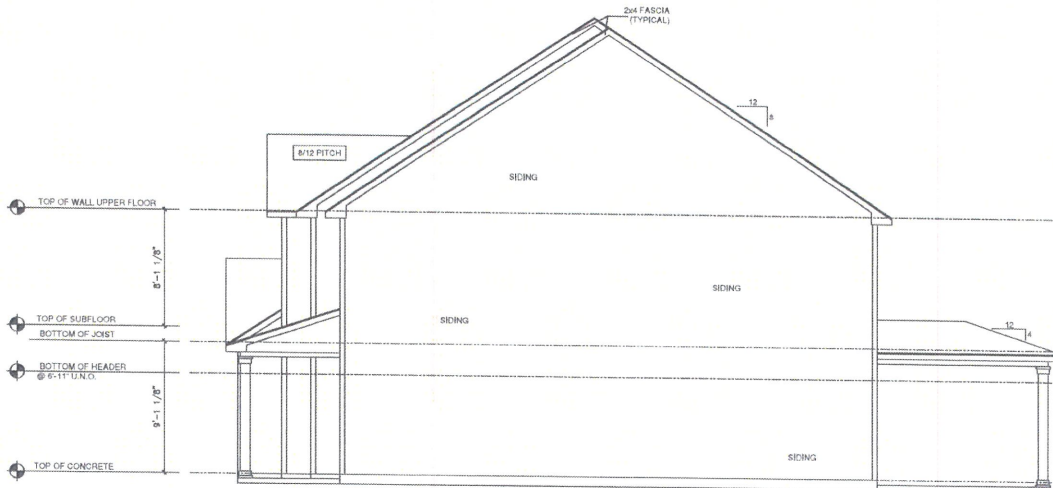 2x4 FASCIA
(TYPICAL)
12
8
8/12 PITCH
SIDING
TOP OF WALL UPPER FLOOR
8'-1 1/8"
SIDING
SIDING
TOP OF SUBFLOOR
BOTTOM OF JOIST
12
4
BOTTOM OF HEADER
@ 6'-11" U.N.O.
9'-1 1/8"
SIDING
TOP OF CONCRETE